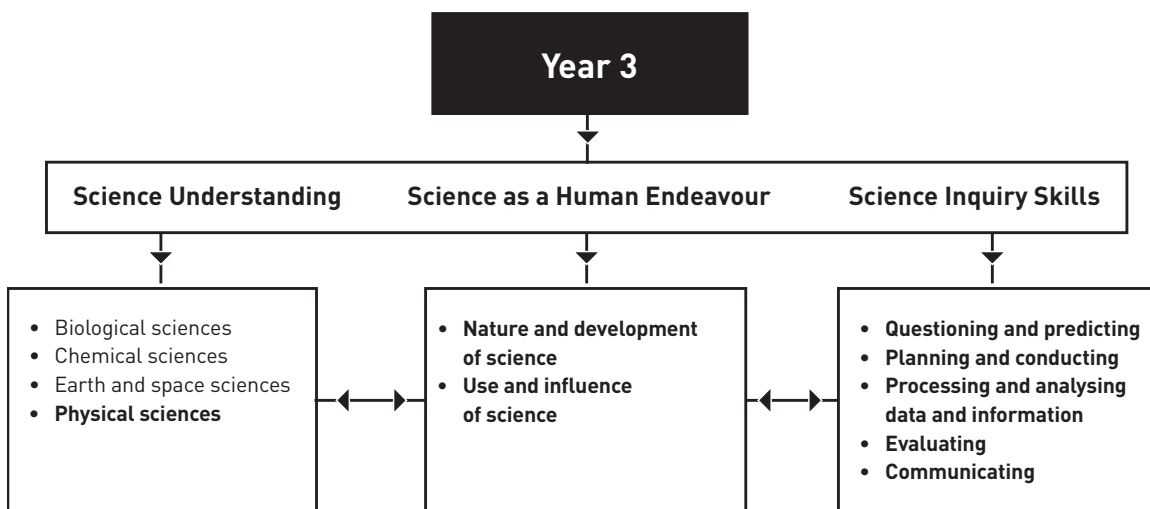 Year 3
Science Understanding
Science as a Human Endeavour
Science Inquiry Skills
• Biological sciences
• Chemical sciences
• Earth and space sciences
• Physical sciences
• Nature and development
of science
• Use and influence
of science
• Questioning and predicting
• Planning and conducting
• Processing and analysing
data and information
• Evaluating
• Communicating